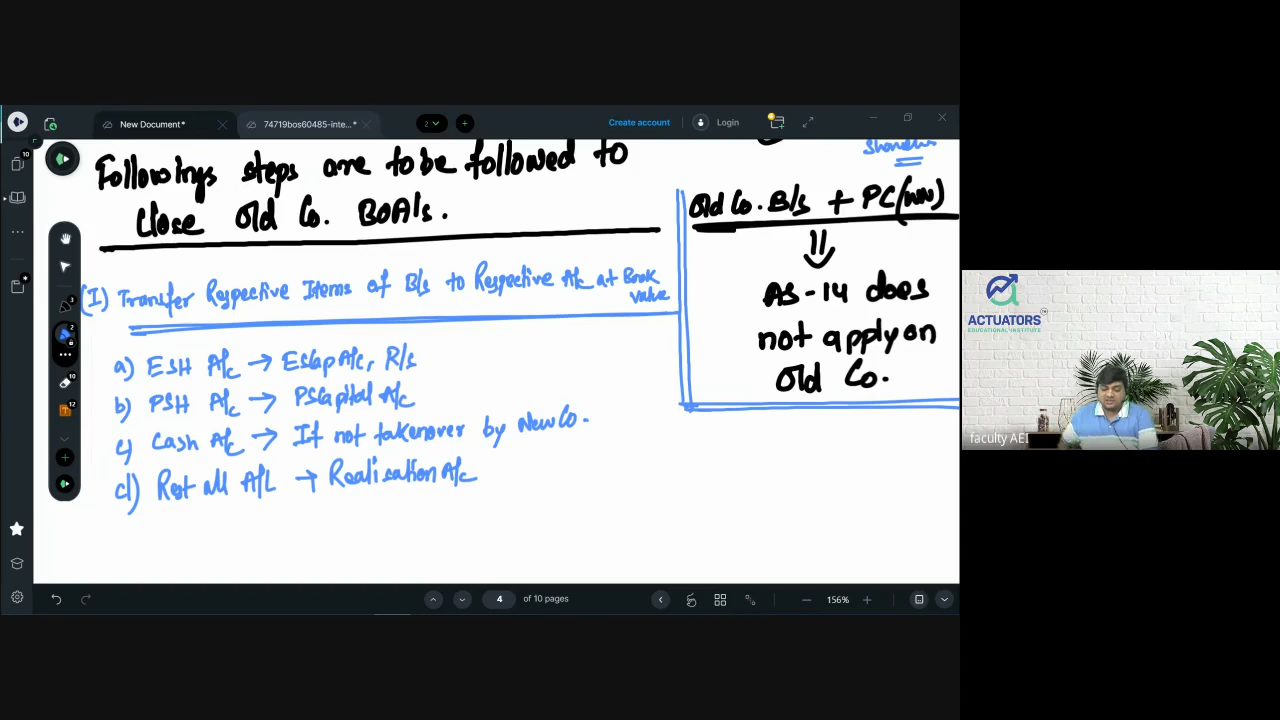 New Document*
74719bos60485-inte...*
2
Create account
Login
Followings steps are to be followed to
Close Old Co. BOA/s.
Old Co. B/s + PC(WN)
AS-14 does
not apply on
Old Co.
(I) Transfer Respective Items of B/s to Respective A/c at Book
value
a) ESH A/c → EsCap A/c, R/s
b) PSH A/c → PSCapital A/c
c) Cash A/c → If not takenover by New Co.
d) Rest all A/L → Realisation A/c
ACTUATORS
EDUCATIONAL INSTITUTE
faculty AEI
4
of 10 pages
156%